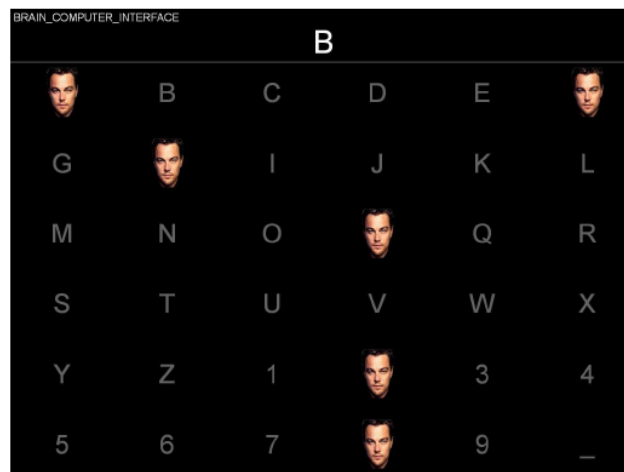 BRAIN_COMPUTER_INTERFACE
B
B C D E
G I J K L
M N O Q R
S T U V W X
Y Z 1 3 4
5 6 7 9 _